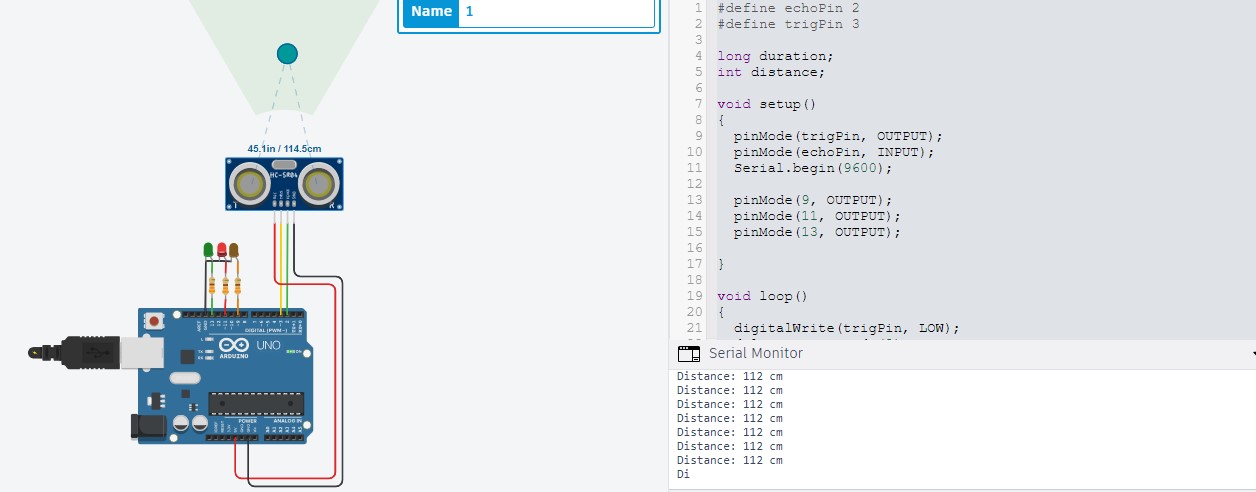 Name 1
45.1in / 114.5cm
HC-SR04
DIGITAL (PWM~)
UNO
ARDUINO
POWER
ANALOG IN
1 #define echoPin 2
2 #define trigPin 3
3
4 long duration;
5 int distance;
6
7 void setup()
8 {
9 pinMode(trigPin, OUTPUT);
10 pinMode(echoPin, INPUT);
11 Serial.begin(9600);
12
13 pinMode(9, OUTPUT);
14 pinMode(11, OUTPUT);
15 pinMode(13, OUTPUT);
16
17 }
18
19 void loop()
20 {
21 digitalWrite(trigPin, LOW);
Serial Monitor
Distance: 112 cm
Distance: 112 cm
Distance: 112 cm
Distance: 112 cm
Distance: 112 cm
Distance: 112 cm
Distance: 112 cm
Di